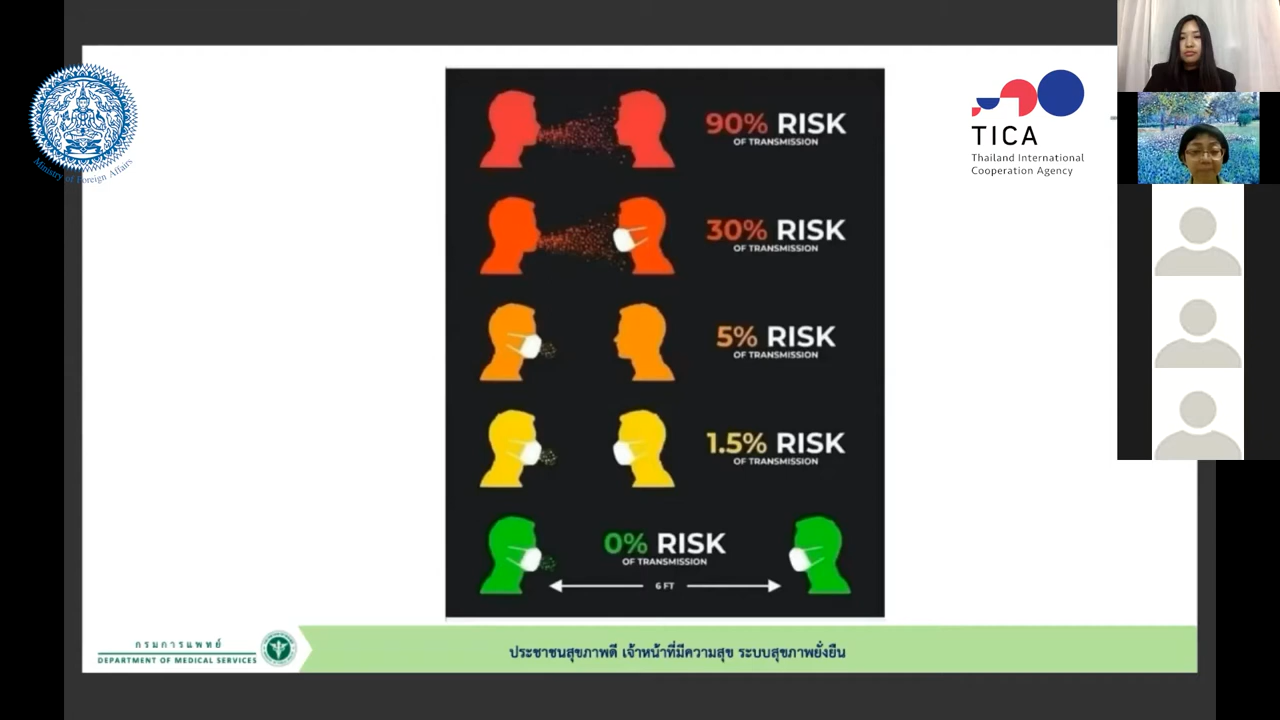 Ministry of Foreign Affairs
TICA
Thailand International
Cooperation Agency
90% RISK
OF TRANSMISSION
30% RISK
OF TRANSMISSION
5% RISK
OF TRANSMISSION
1.5% RISK
OF TRANSMISSION
0% RISK
OF TRANSMISSION
6 FT
กรมการแพทย์
DEPARTMENT OF MEDICAL SERVICES
ประชาชนสุขภาพดี เจ้าหน้าที่มีความสุข ระบบสุขภาพยั่งยืน